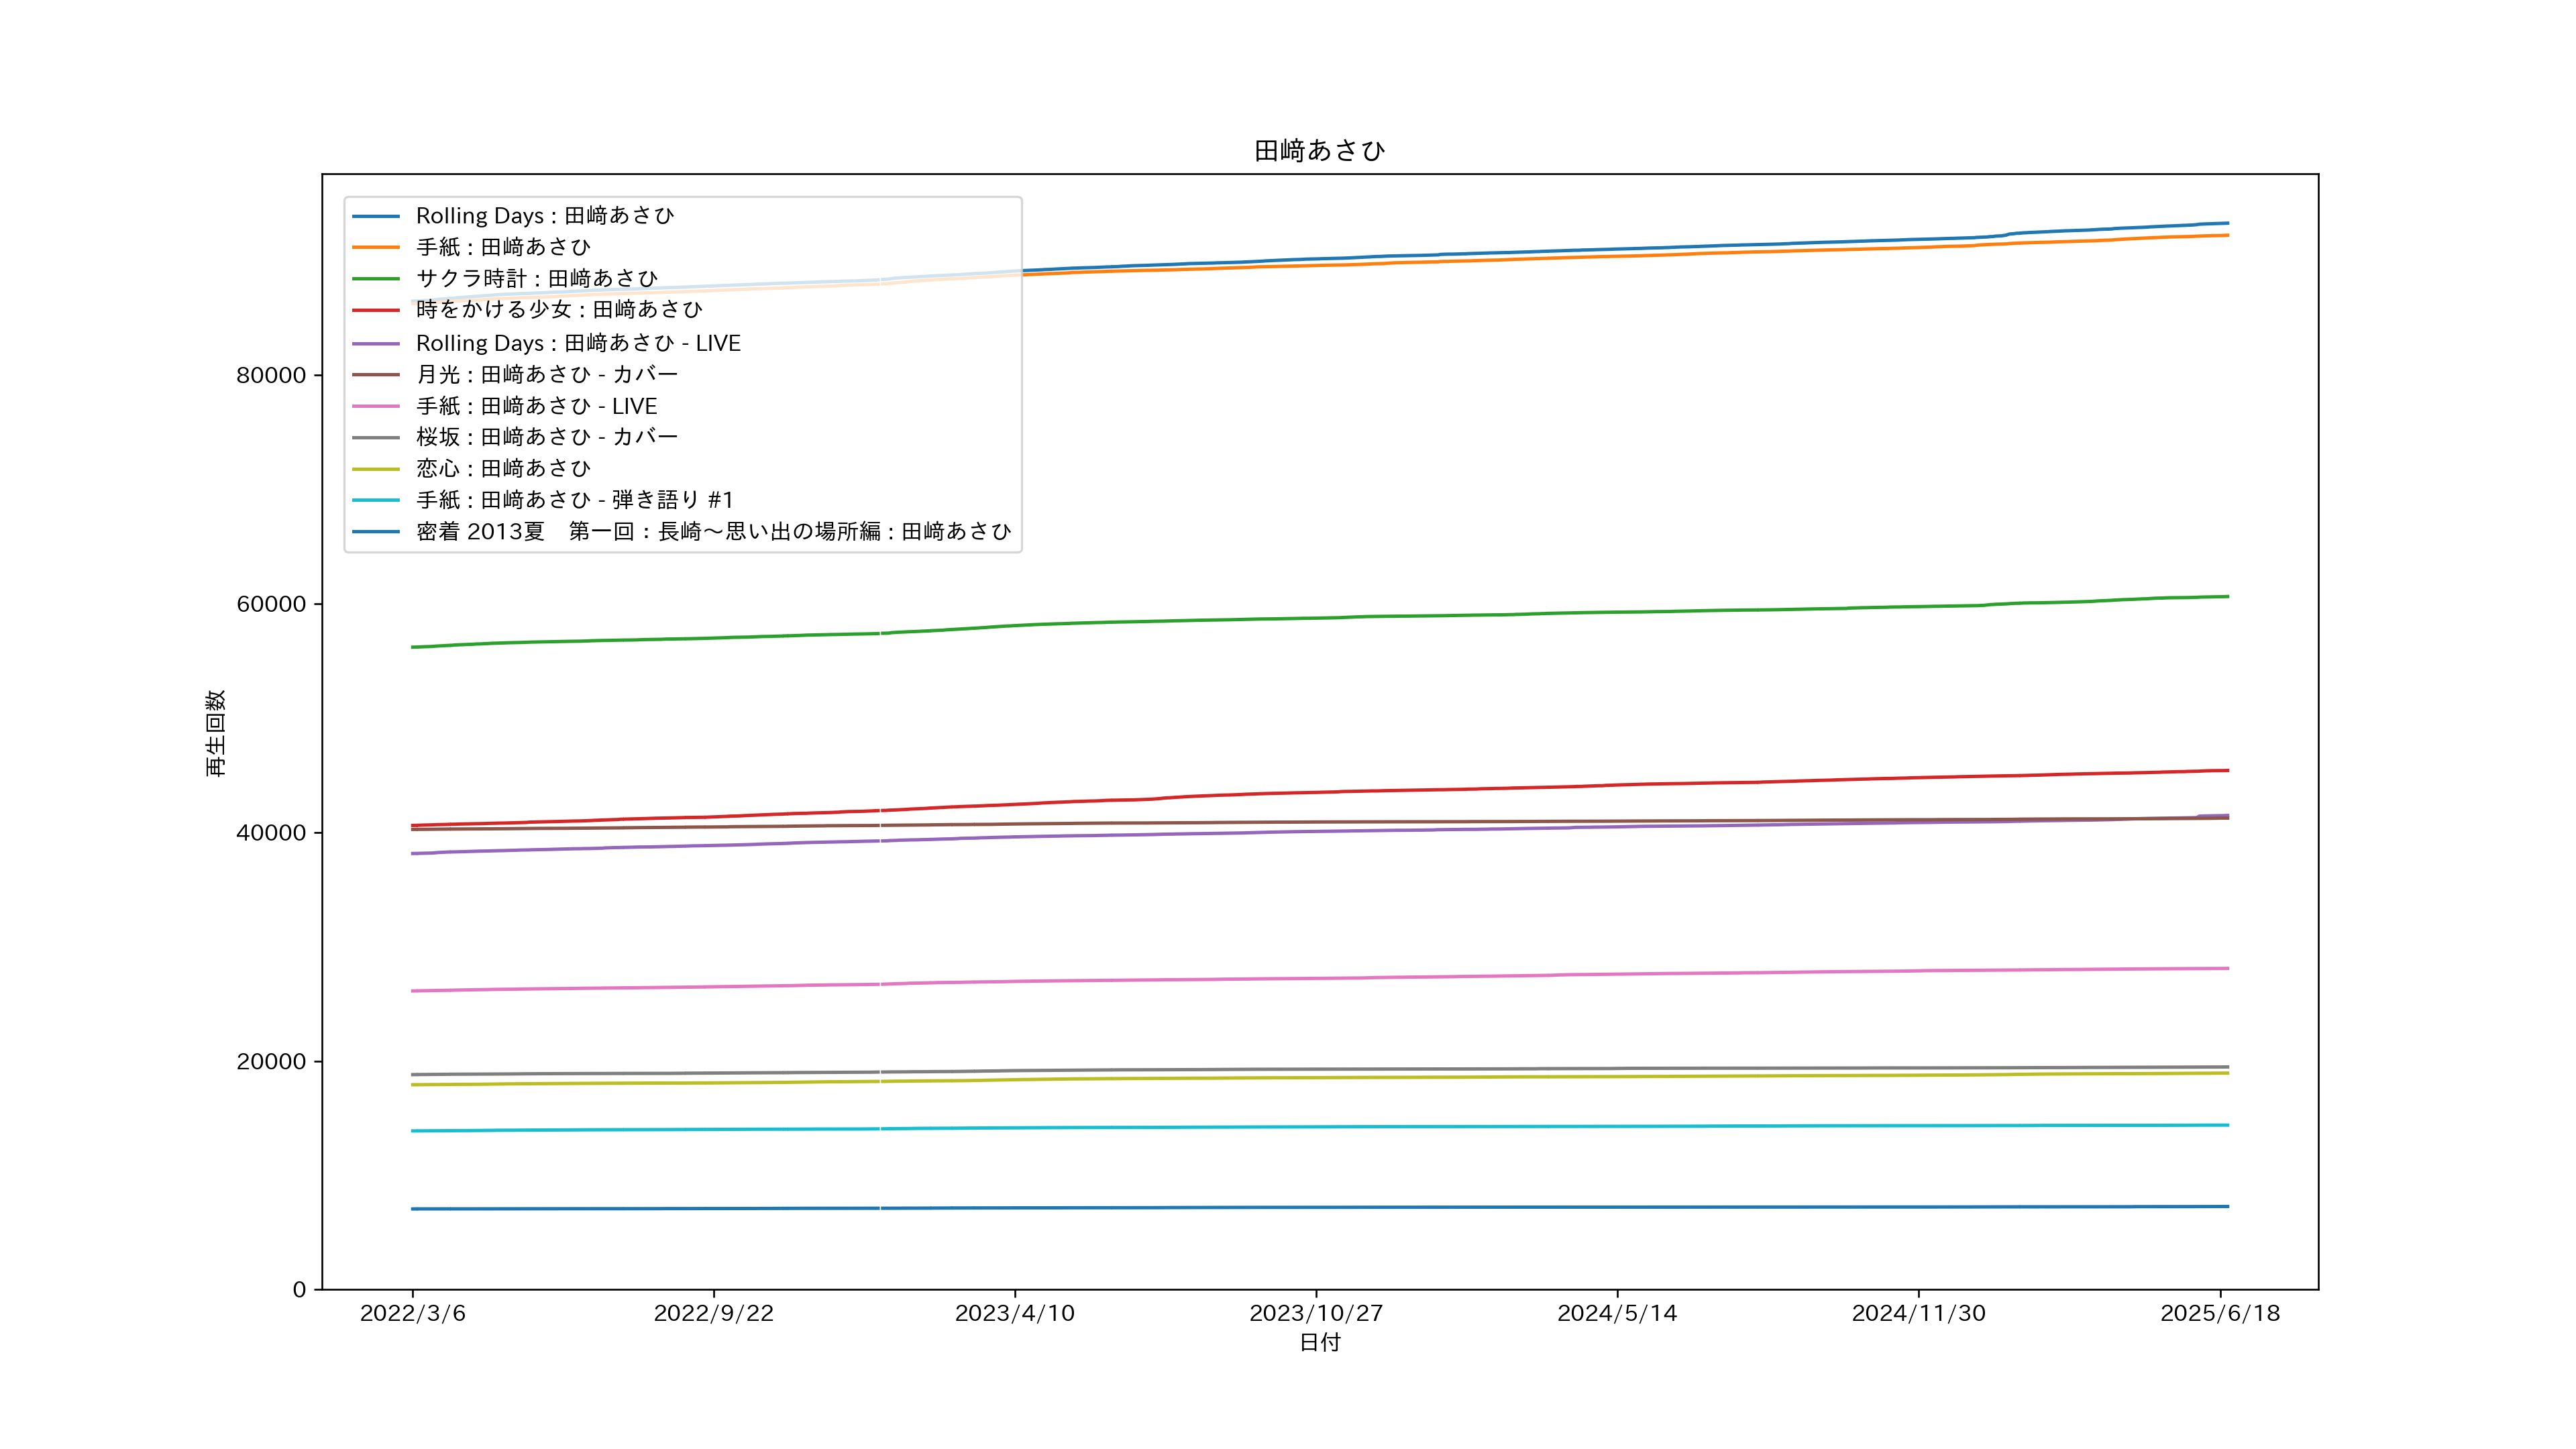 田﨑あさひ
Rolling Days : 田﨑あさひ
手紙 : 田﨑あさひ
サクラ時計 : 田﨑あさひ
時をかける少女 : 田﨑あさひ
Rolling Days : 田﨑あさひ - LIVE
月光 : 田﨑あさひ - カバー
手紙 : 田﨑あさひ - LIVE
桜坂 : 田﨑あさひ - カバー
恋心 : 田﨑あさひ
手紙 : 田﨑あさひ - 弾き語り #1
密着 2013夏　第一回：長崎～思い出の場所編 : 田﨑あさひ
80000
60000
40000
20000
0
再生回数
2022/3/6
2022/9/22
2023/4/10
2023/10/27
2024/5/14
2024/11/30
2025/6/18
日付